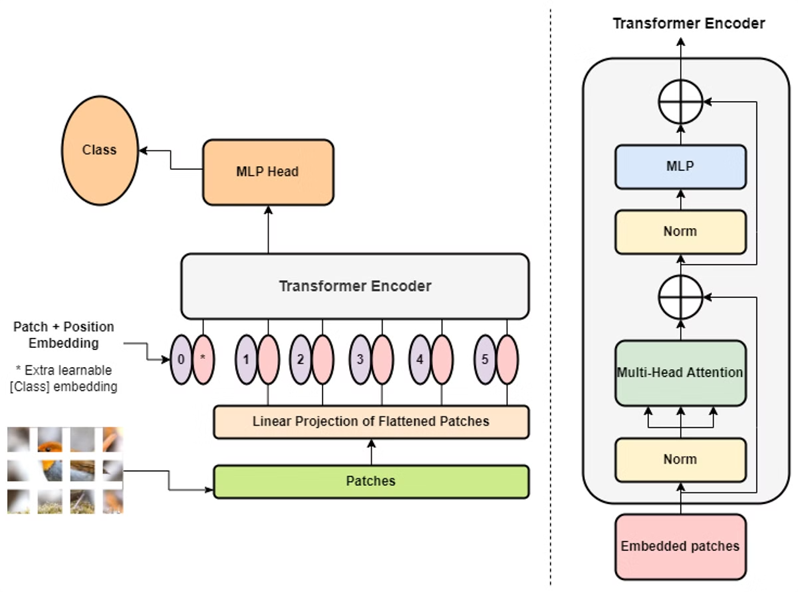 Transformer Encoder
Class
MLP Head
Transformer Encoder
Patch + Position
Embedding
* Extra learnable
[Class] embedding
0 * 1 2 3 4 5
Linear Projection of Flattened Patches
Patches
MLP
Norm
Multi-Head Attention
Norm
Embedded patches